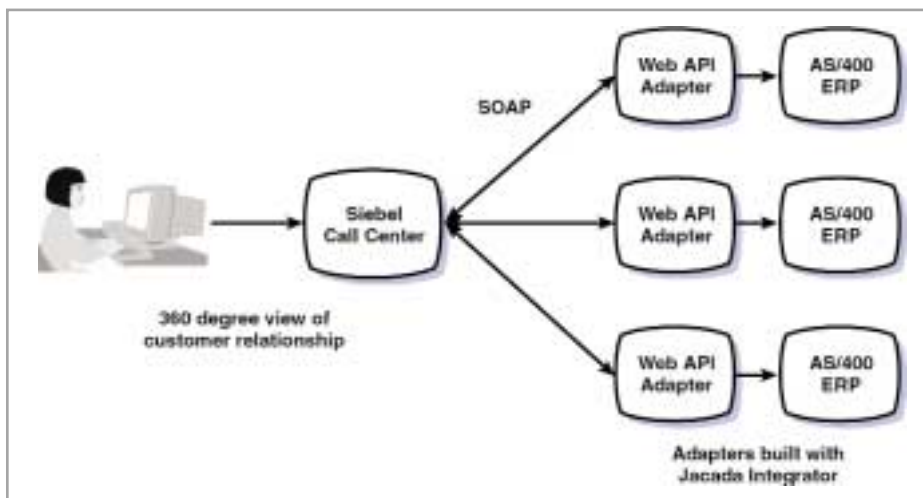 Web API
Adapter
AS/400
ERP
SOAP
Siebel
Call Center
Web API
Adapter
AS/400
ERP
360 degree view of
customer relationship
Web API
Adapter
AS/400
ERP
Adapters built with
Jacada Integrator